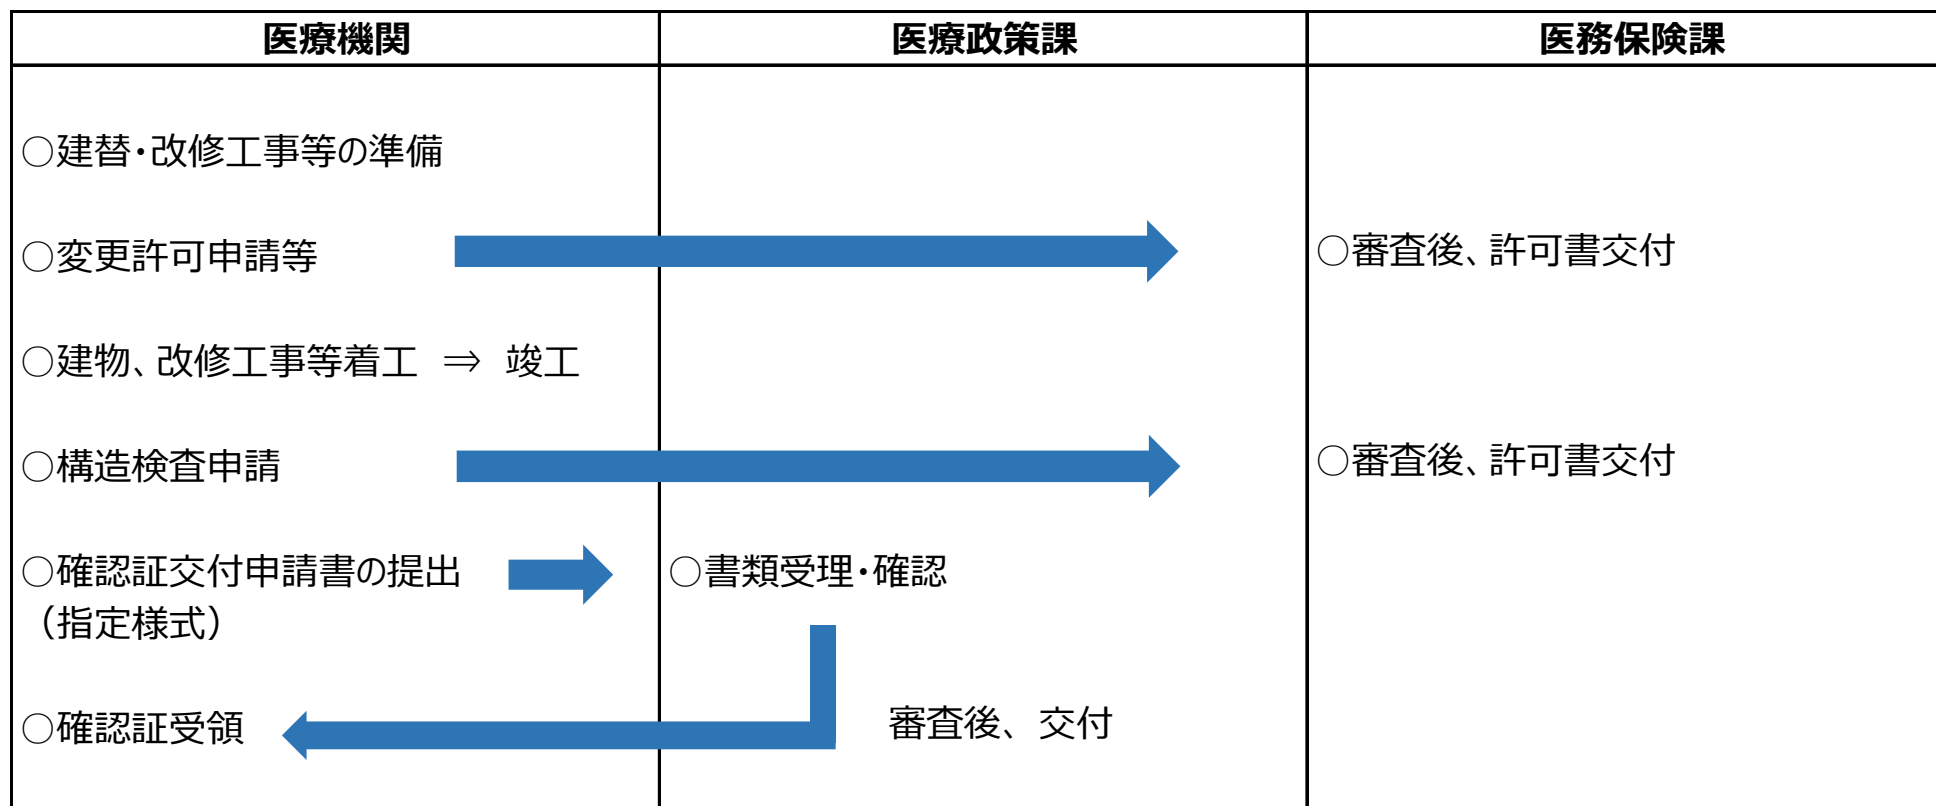 医療機関
医療政策課
医務保険課
○建替・改修工事等の準備
○変更許可申請等
○審査後、許可書交付
○建物、改修工事等着工 ⇒ 竣工
○構造検査申請
○審査後、許可書交付
○確認証交付申請書の提出
（指定様式）
○書類受理・確認
○確認証受領
審査後、交付